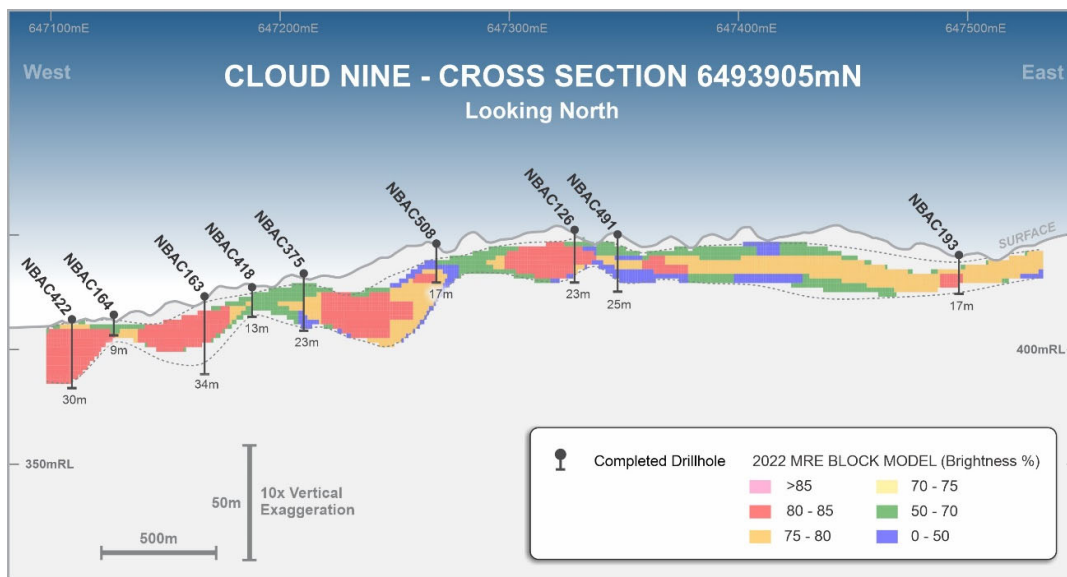 647100mE
647200mE
647300mE
647400mE
647500mE
West
East
CLOUD NINE - CROSS SECTION 6493905mN
Looking North
NBAC422
NBAC164
NBAC163
NBAC418
NBAC375
NBAC508
NBAC126
NBAC491
NBAC193
SURFACE
30m
9m
34m
13m
23m
17m
23m
25m
17m
400mRL
350mRL
50m
10x Vertical
Exaggeration
500m
Completed Drillhole
2022 MRE BLOCK MODEL (Brightness %)
>85
70 - 75
80 - 85
50 - 70
75 - 80
0 - 50